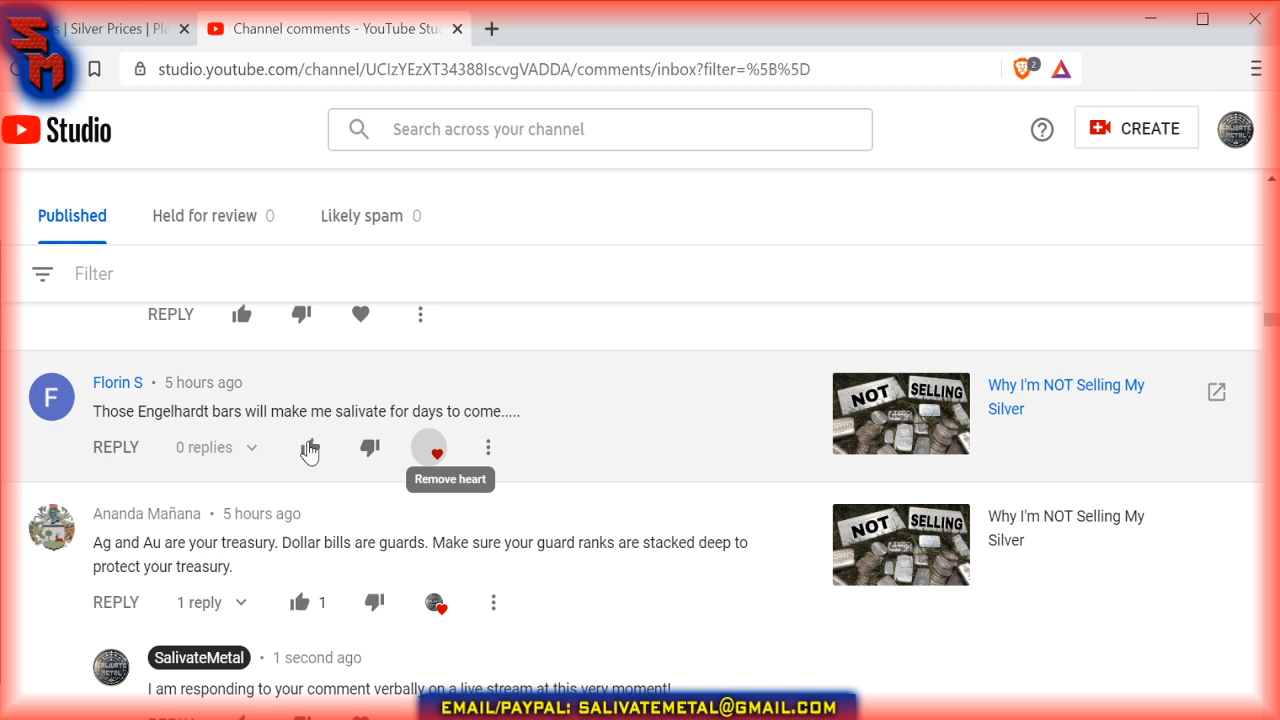 SM
s | Silver Prices | Pla
Channel comments - YouTube Stud
studio.youtube.com/channel/UCIzYEzXT34388IscvgVADDA/comments/inbox?filter=%5B%5D
2
Studio
Search across your channel
CREATE
Published
Held for review 0
Likely spam 0
Filter
REPLY
F
Florin S • 5 hours ago
Those Engelhardt bars will make me salivate for days to come.....
REPLY 0 replies
Remove heart
NOT SELLING
Why I'm NOT Selling My
Silver
Ananda Mañana • 5 hours ago
Ag and Au are your treasury. Dollar bills are guards. Make sure your guard ranks are stacked deep to
protect your treasury.
REPLY 1 reply 1
NOT SELLING
Why I'm NOT Selling My
Silver
SalivateMetal • 1 second ago
I am responding to your comment verbally on a live stream at this very moment!
EMAIL/PAYPAL: SALIVATEMETAL@GMAIL.COM